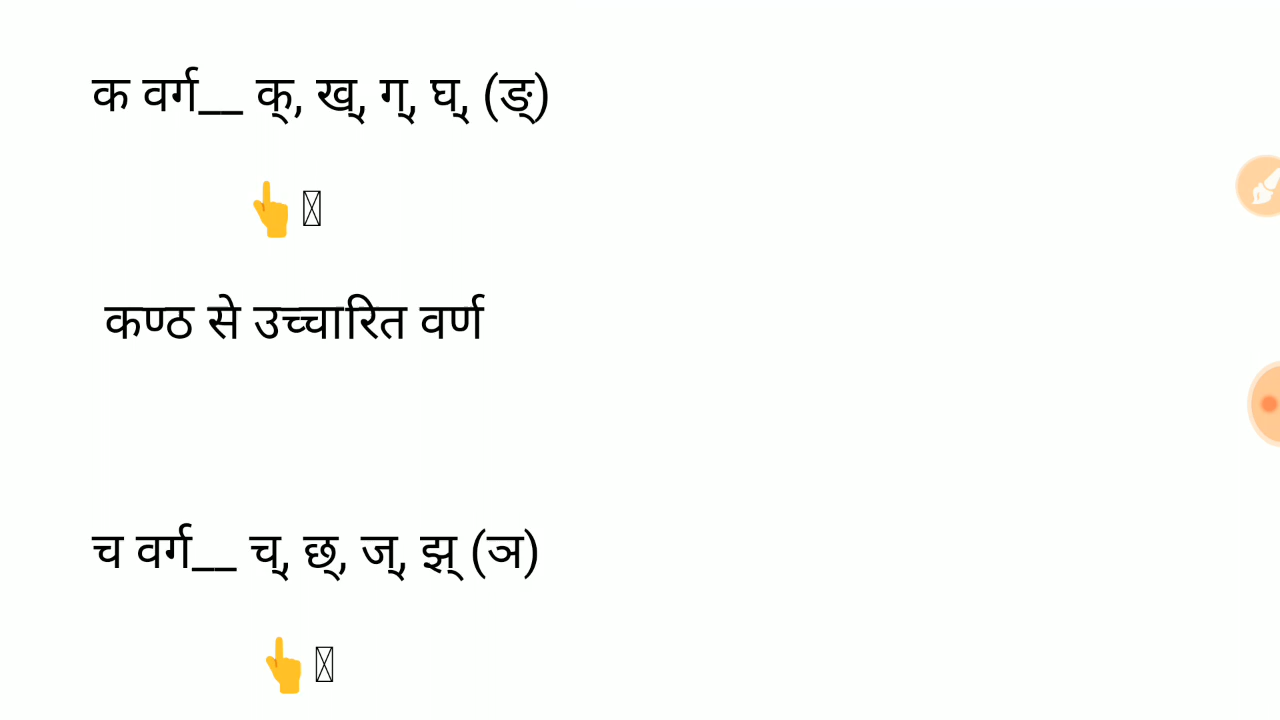 क वर्ग__ क्, ख्, ग्, घ्, (ङ्)
👆
कण्ठ से उच्चारित वर्ण
च वर्ग__ च्, छ्, ज्, झ् (ञ)
👆